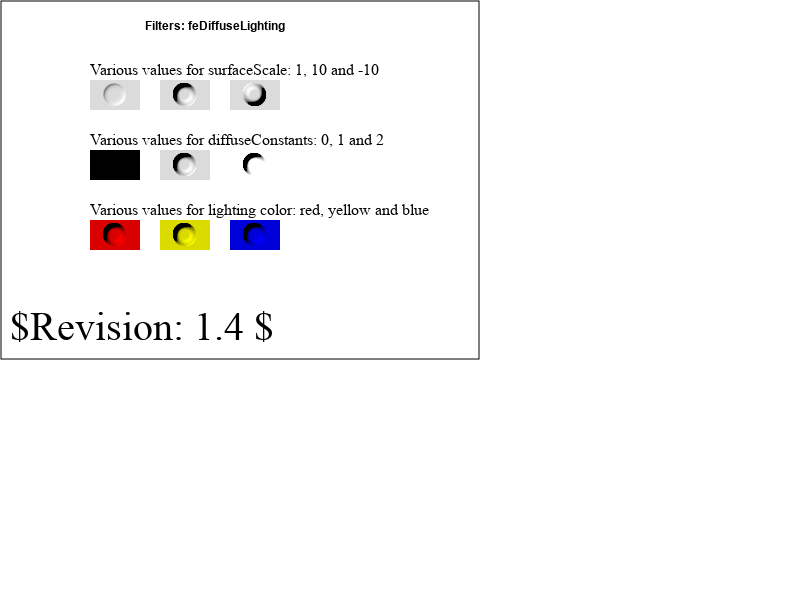 Filters: feDiffuseLighting
Various values for surfaceScale: 1, 10 and -10
Various values for diffuseConstants: 0, 1 and 2
Various values for lighting color: red, yellow and blue
$Revision: 1.4 $